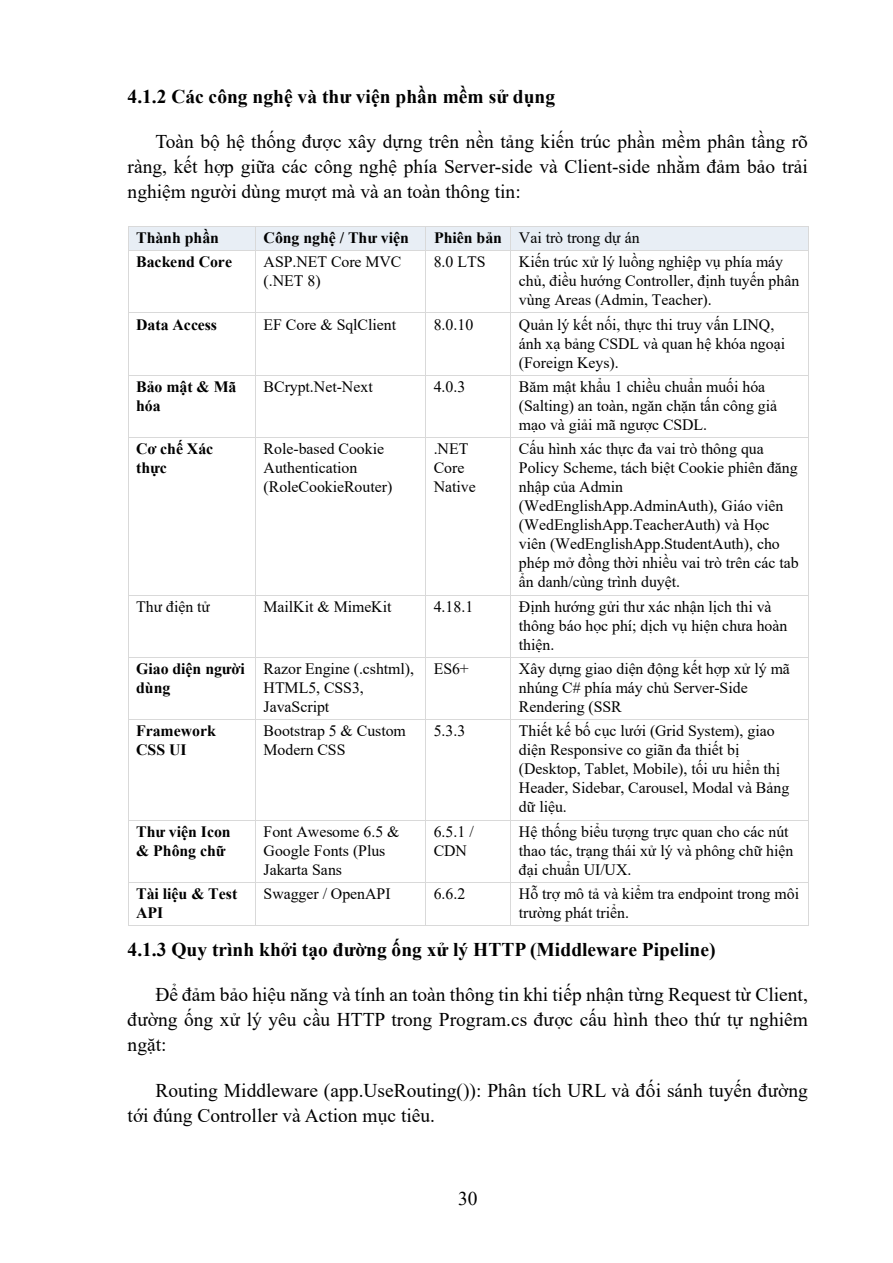 4.1.2 Các công nghệ và thư viện phần mềm sử dụng
Toàn bộ hệ thống được xây dựng trên nền tảng kiến trúc phần mềm phân tầng rõ
ràng, kết hợp giữa các công nghệ phía Server-side và Client-side nhằm đảm bảo trải
nghiệm người dùng mượt mà và an toàn thông tin:
Thành phần Công nghệ / Thư viện Phiên bản Vai trò trong dự án
Backend Core ASP.NET Core MVC 8.0 LTS Kiến trúc xử lý luồng nghiệp vụ phía máy
(.NET 8) chủ, điều hướng Controller, định tuyến phân
vùng Areas (Admin, Teacher).
Data Access EF Core & SqlClient 8.0.10 Quản lý kết nối, thực thi truy vấn LINQ,
ánh xạ bảng CSDL và quan hệ khóa ngoại
(Foreign Keys).
Bảo mật & Mã BCrypt.Net-Next 4.0.3 Băm mật khẩu 1 chiều chuẩn muối hóa
hóa (Salting) an toàn, ngăn chặn tấn công giả
mạo và giải mã ngược CSDL.
Cơ chế Xác Role-based Cookie .NET Cấu hình xác thực đa vai trò thông qua
thực Authentication Core Policy Scheme, tách biệt Cookie phiên đăng
(RoleCookieRouter) Native nhập của Admin
(WedEnglishApp.AdminAuth), Giáo viên
(WedEnglishApp.TeacherAuth) và Học
viên (WedEnglishApp.StudentAuth), cho
phép mở đồng thời nhiều vai trò trên các tab
ẩn danh/cùng trình duyệt.
Thư điện tử MailKit & MimeKit 4.18.1 Định hướng gửi thư xác nhận lịch thi và
thông báo học phí; dịch vụ hiện chưa hoàn
thiện.
Giao diện người Razor Engine (.cshtml), ES6+ Xây dựng giao diện động kết hợp xử lý mã
dùng HTML5, CSS3, nhúng C# phía máy chủ Server-Side
JavaScript Rendering (SSR
Framework Bootstrap 5 & Custom 5.3.3 Thiết kế bố cục lưới (Grid System), giao
CSS UI Modern CSS diện Responsive co giãn đa thiết bị
(Desktop, Tablet, Mobile), tối ưu hiển thị
Header, Sidebar, Carousel, Modal và Bảng
dữ liệu.
Thư viện Icon Font Awesome 6.5 & 6.5.1 / Hệ thống biểu tượng trực quan cho các nút
& Phông chữ Google Fonts (Plus CDN thao tác, trạng thái xử lý và phông chữ hiện
Jakarta Sans đại chuẩn UI/UX.
Tài liệu & Test Swagger / OpenAPI 6.6.2 Hỗ trợ mô tả và kiểm tra endpoint trong môi
API trường phát triển.
4.1.3 Quy trình khởi tạo đường ống xử lý HTTP (Middleware Pipeline)
Để đảm bảo hiệu năng và tính an toàn thông tin khi tiếp nhận từng Request từ Client,
đường ống xử lý yêu cầu HTTP trong Program.cs được cấu hình theo thứ tự nghiêm
ngặt:
Routing Middleware (app.UseRouting()): Phân tích URL và đối sánh tuyến đường
tới đúng Controller và Action mục tiêu.
30